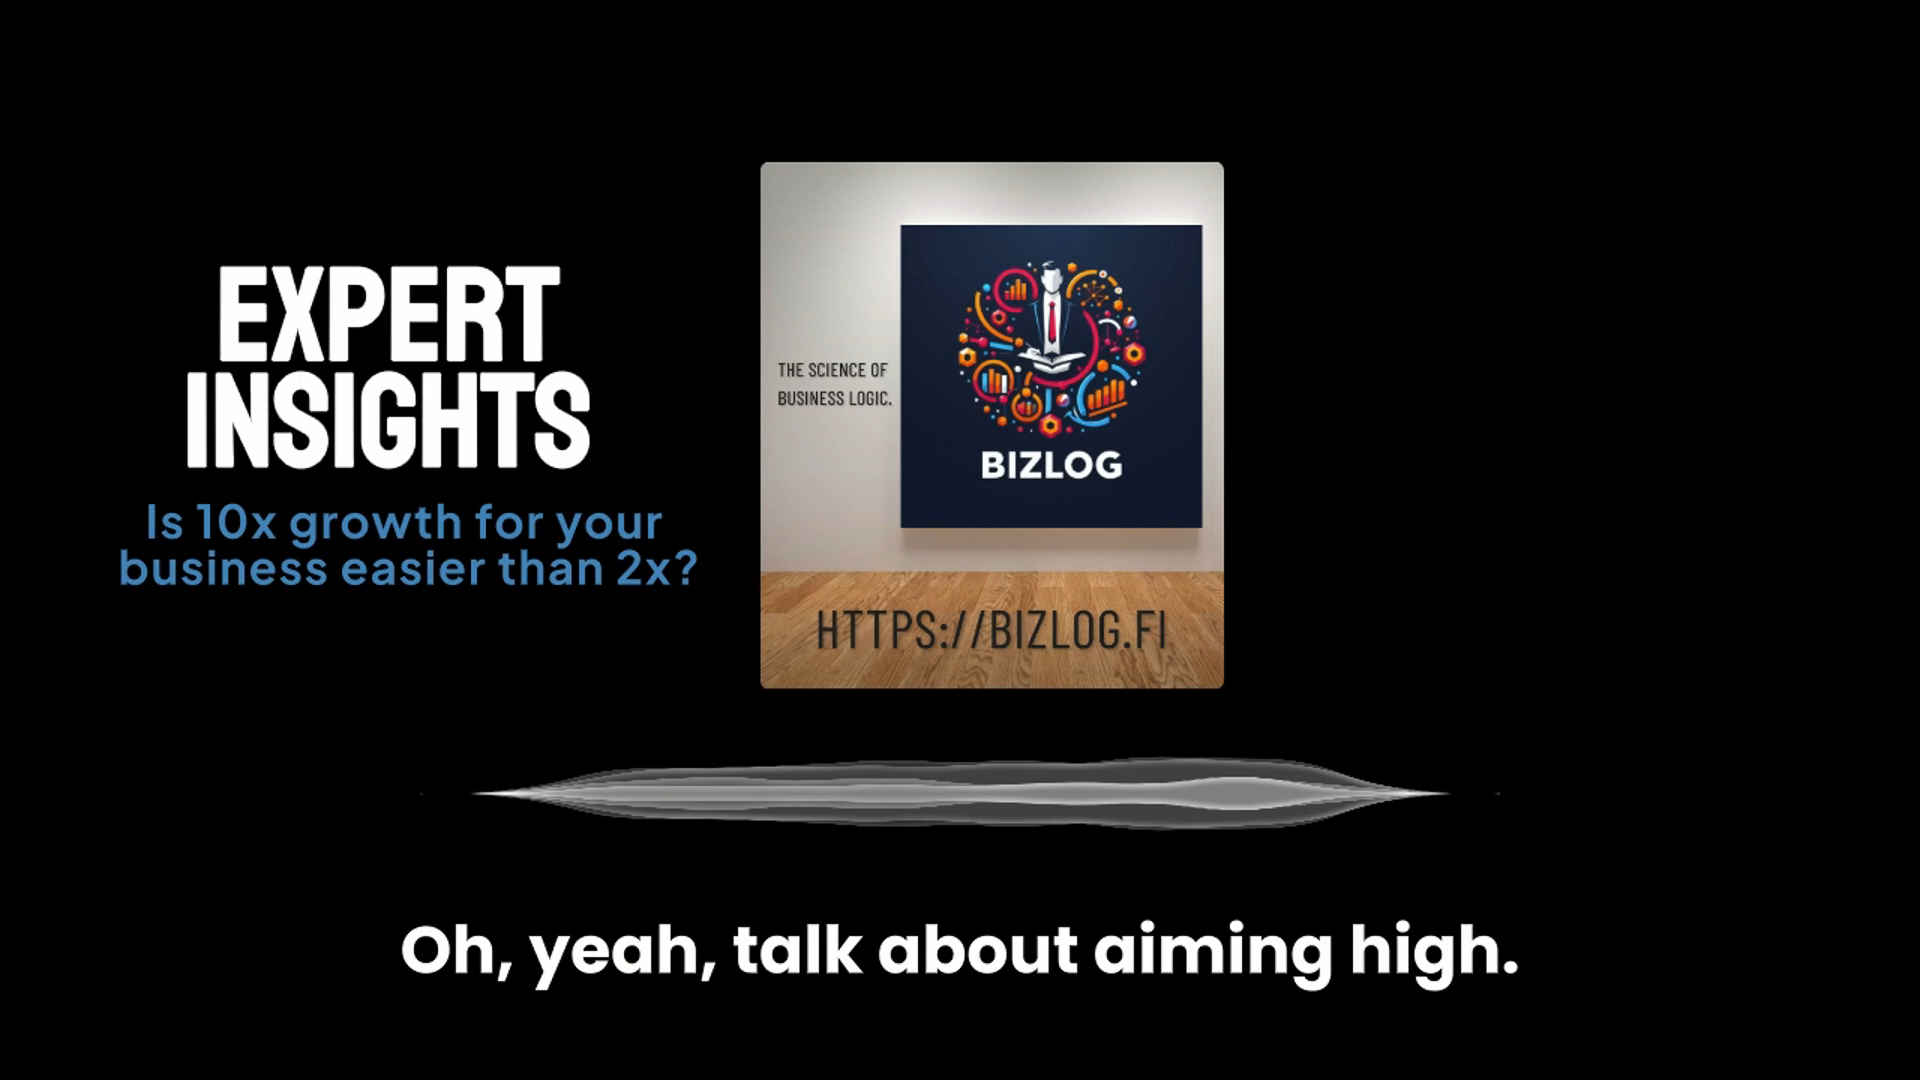 EXPERT
INSIGHTS
Is 10x growth for your
business easier than 2x?
THE SCIENCE OF
BUSINESS LOGIC.
BIZLOG
HTTPS://BIZLOG.FI
Oh, yeah, talk about aiming high.